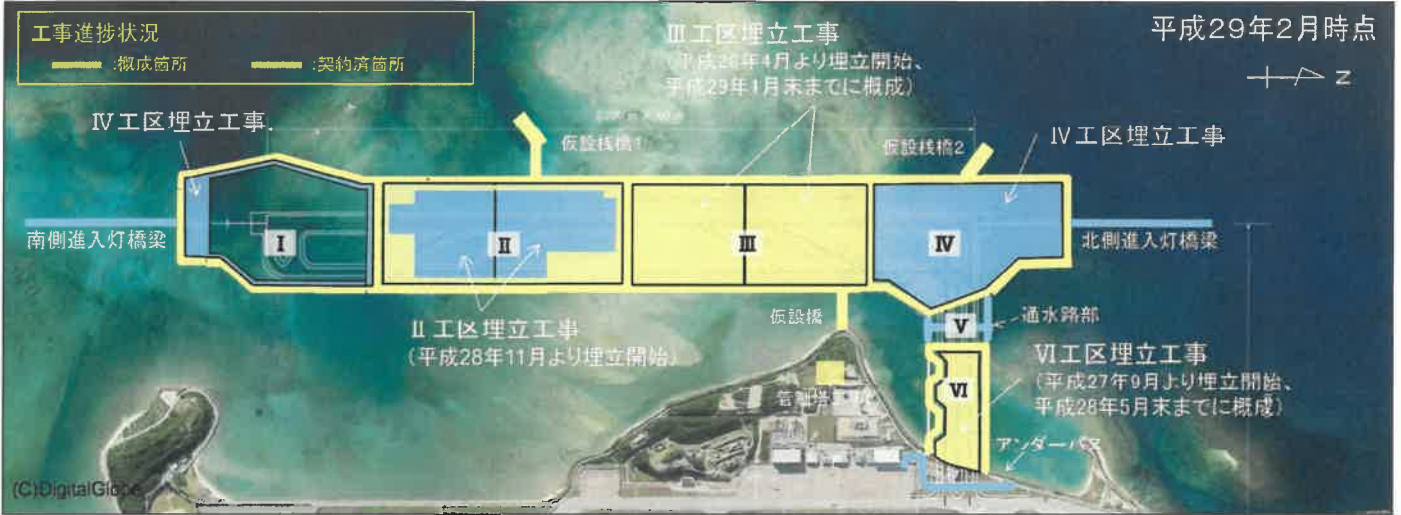 工事進捗状況
:概成箇所 :契約済箇所
平成29年2月時点
N
Ⅲ工区埋立工事
(平成26年4月より埋立開始、
平成29年1月末までに概成)
Ⅳ工区埋立工事
仮設桟橋1
仮設桟橋2
Ⅳ工区埋立工事
南側進入灯橋梁
Ⅰ
Ⅱ
Ⅲ
Ⅳ
北側進入灯橋梁
Ⅱ工区埋立工事
(平成28年11月より埋立開始)
仮設橋
Ⅴ
通水路部
Ⅵ工区埋立工事
(平成27年9月より埋立開始、
平成28年5月末までに概成)
Ⅵ
アンダーパス
(C)DigitalGlobe